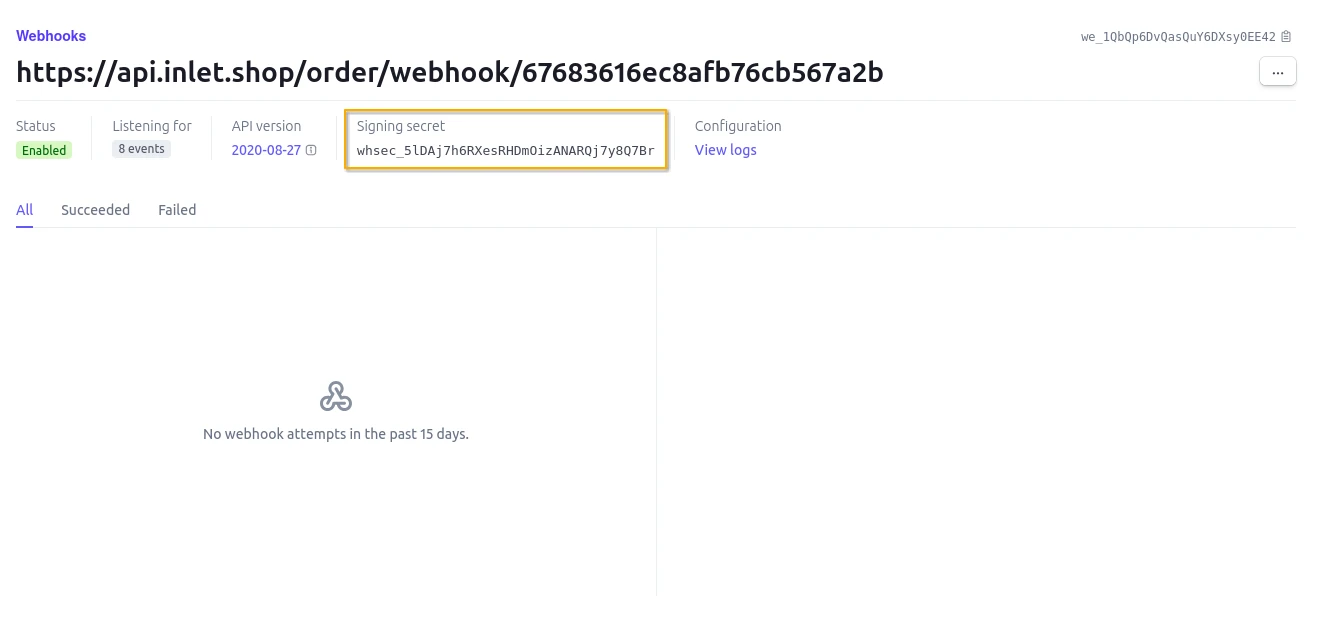 Webhooks
we_1QbQp6DvQasQuY6DXsy0EE42
https://api.inlet.shop/order/webhook/67683616ec8afb76cb567a2b
...
Status
Listening for
API version
Signing secret
Configuration
Enabled
8 events
2020-08-27
whsec_5lDAj7h6RXesRHDmOizANARQj7y8Q7Br
View logs
All
Succeeded
Failed
No webhook attempts in the past 15 days.